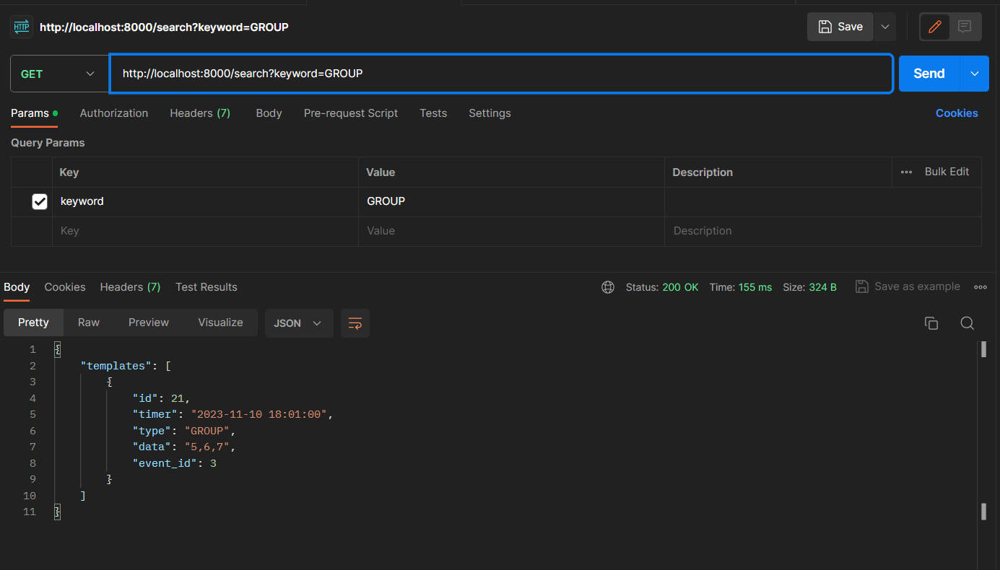 HTTP http://localhost:8000/search?keyword=GROUP Save
GET http://localhost:8000/search?keyword=GROUP Send
Params Authorization Headers (7) Body Pre-request Script Tests Settings Cookies
Query Params
Key Value Description Bulk Edit
keyword GROUP
Key Value Description
Body Cookies Headers (7) Test Results Status: 200 OK Time: 155 ms Size: 324 B Save as example
Pretty Raw Preview Visualize JSON
1 {
2 "templates": [
3 {
4 "id": 21,
5 "timer": "2023-11-10 18:01:00",
6 "type": "GROUP",
7 "data": "5,6,7",
8 "event_id": 3
9 }
10 ]
11 }